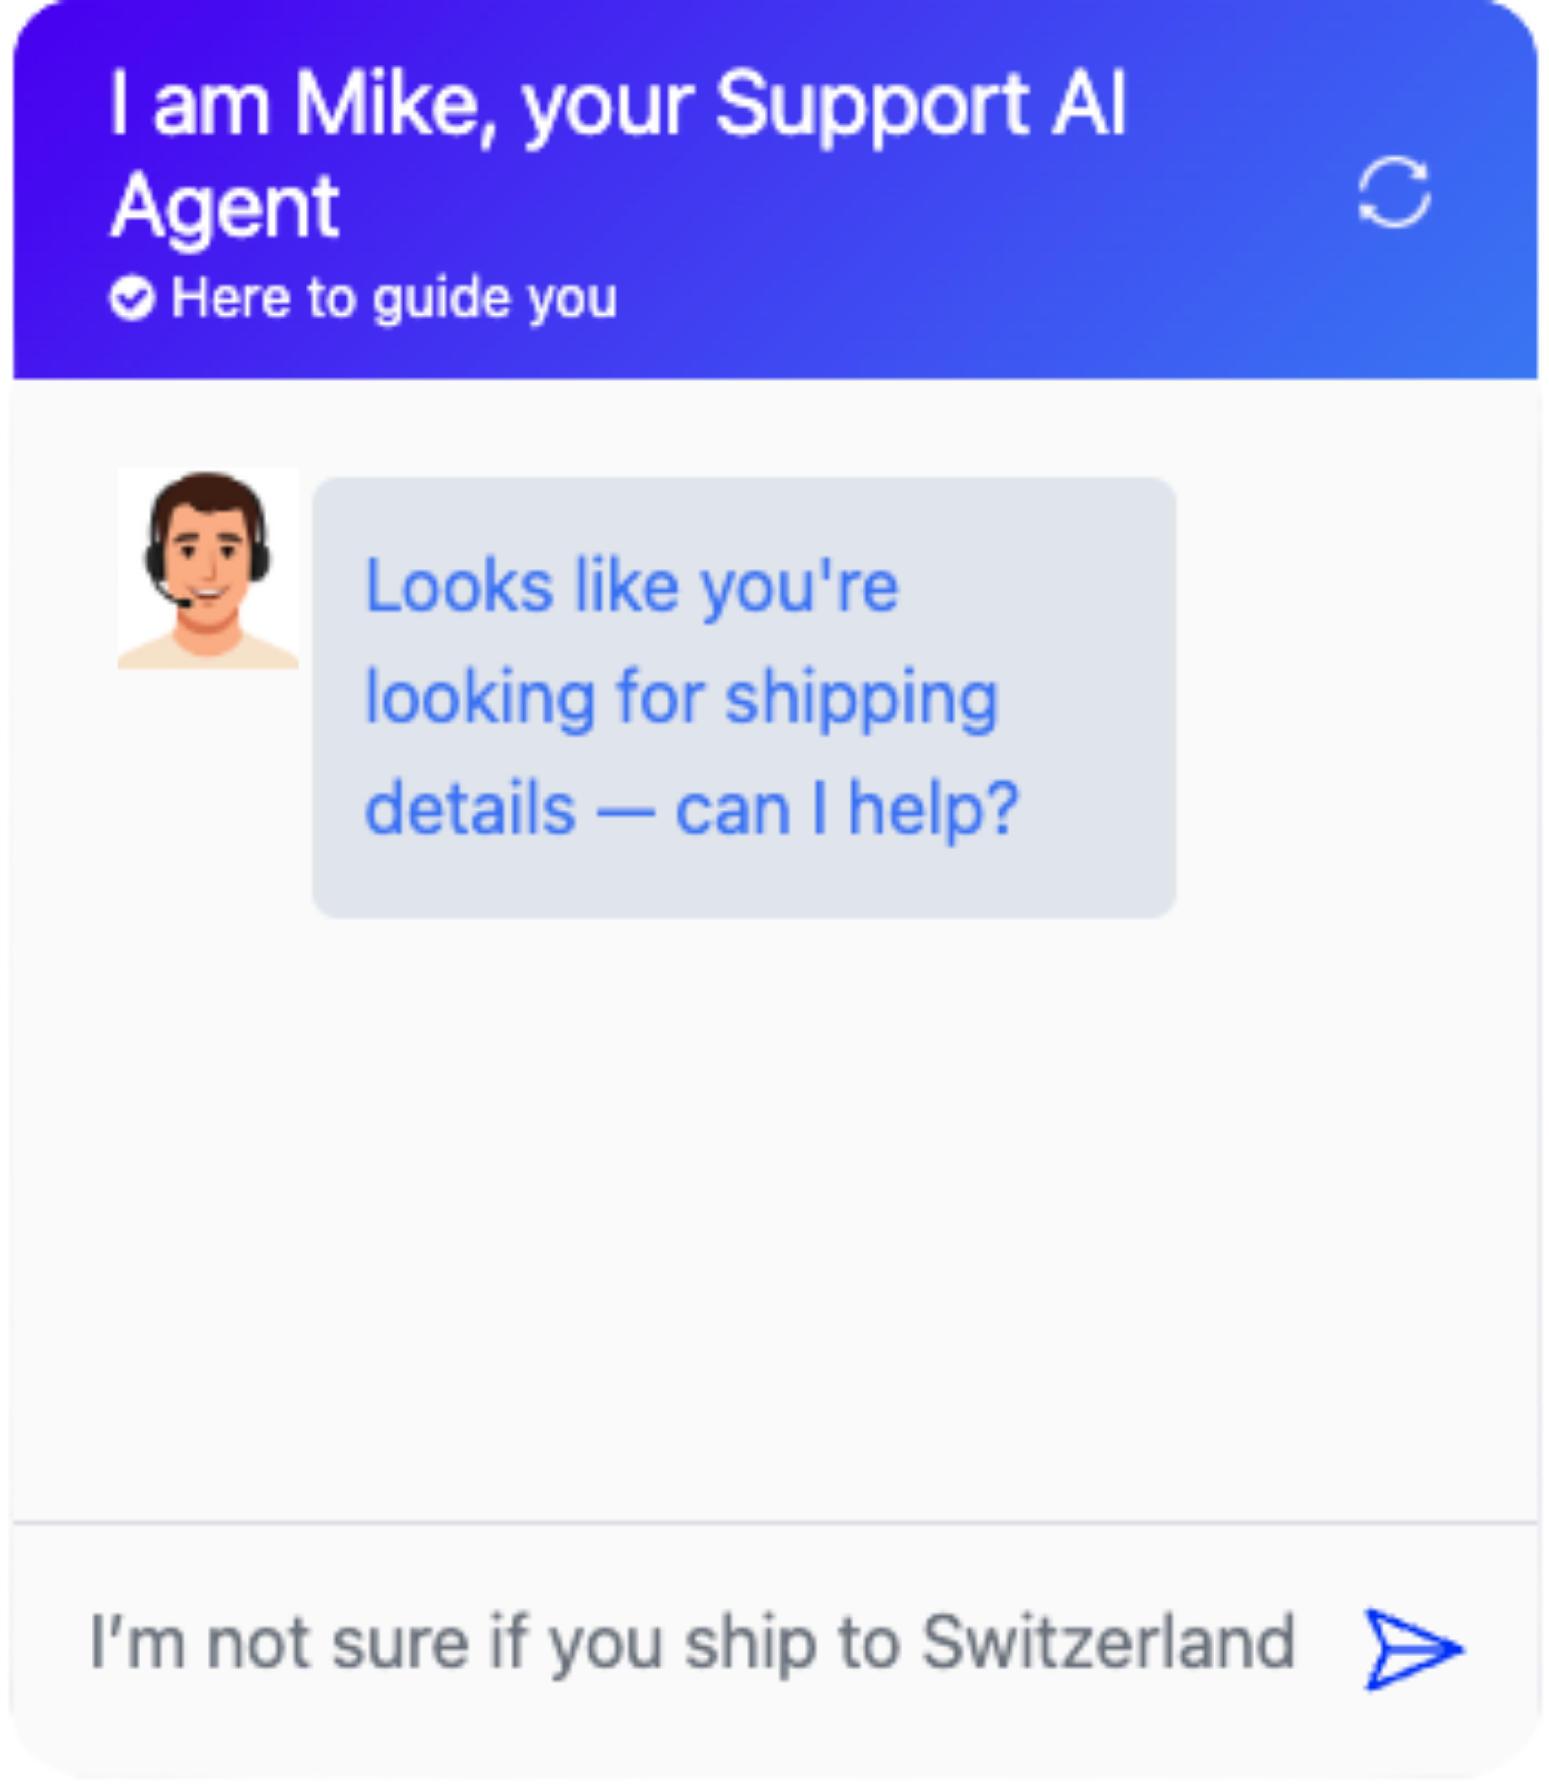 I am Mike, your Support AI
Agent
Here to guide you
Looks like you're
looking for shipping
details — can I help?
I’m not sure if you ship to Switzerland